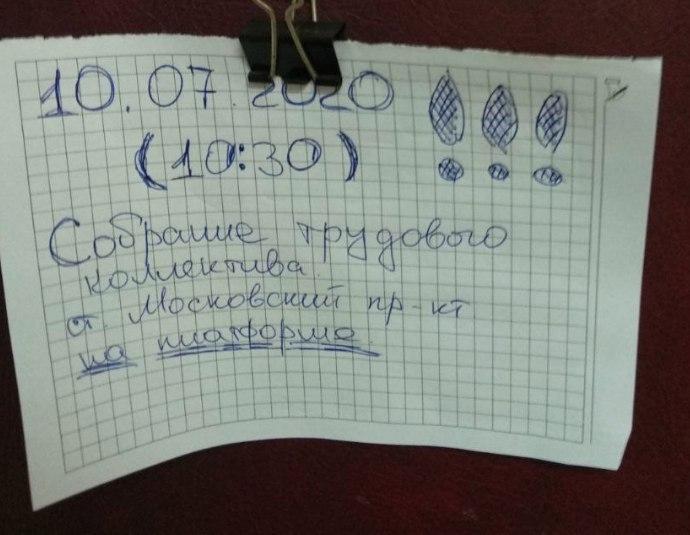 10.07.2020 !!!
(10:30)
Собрание трудового
коллектива
ст. Московский пр-кт
на платформе